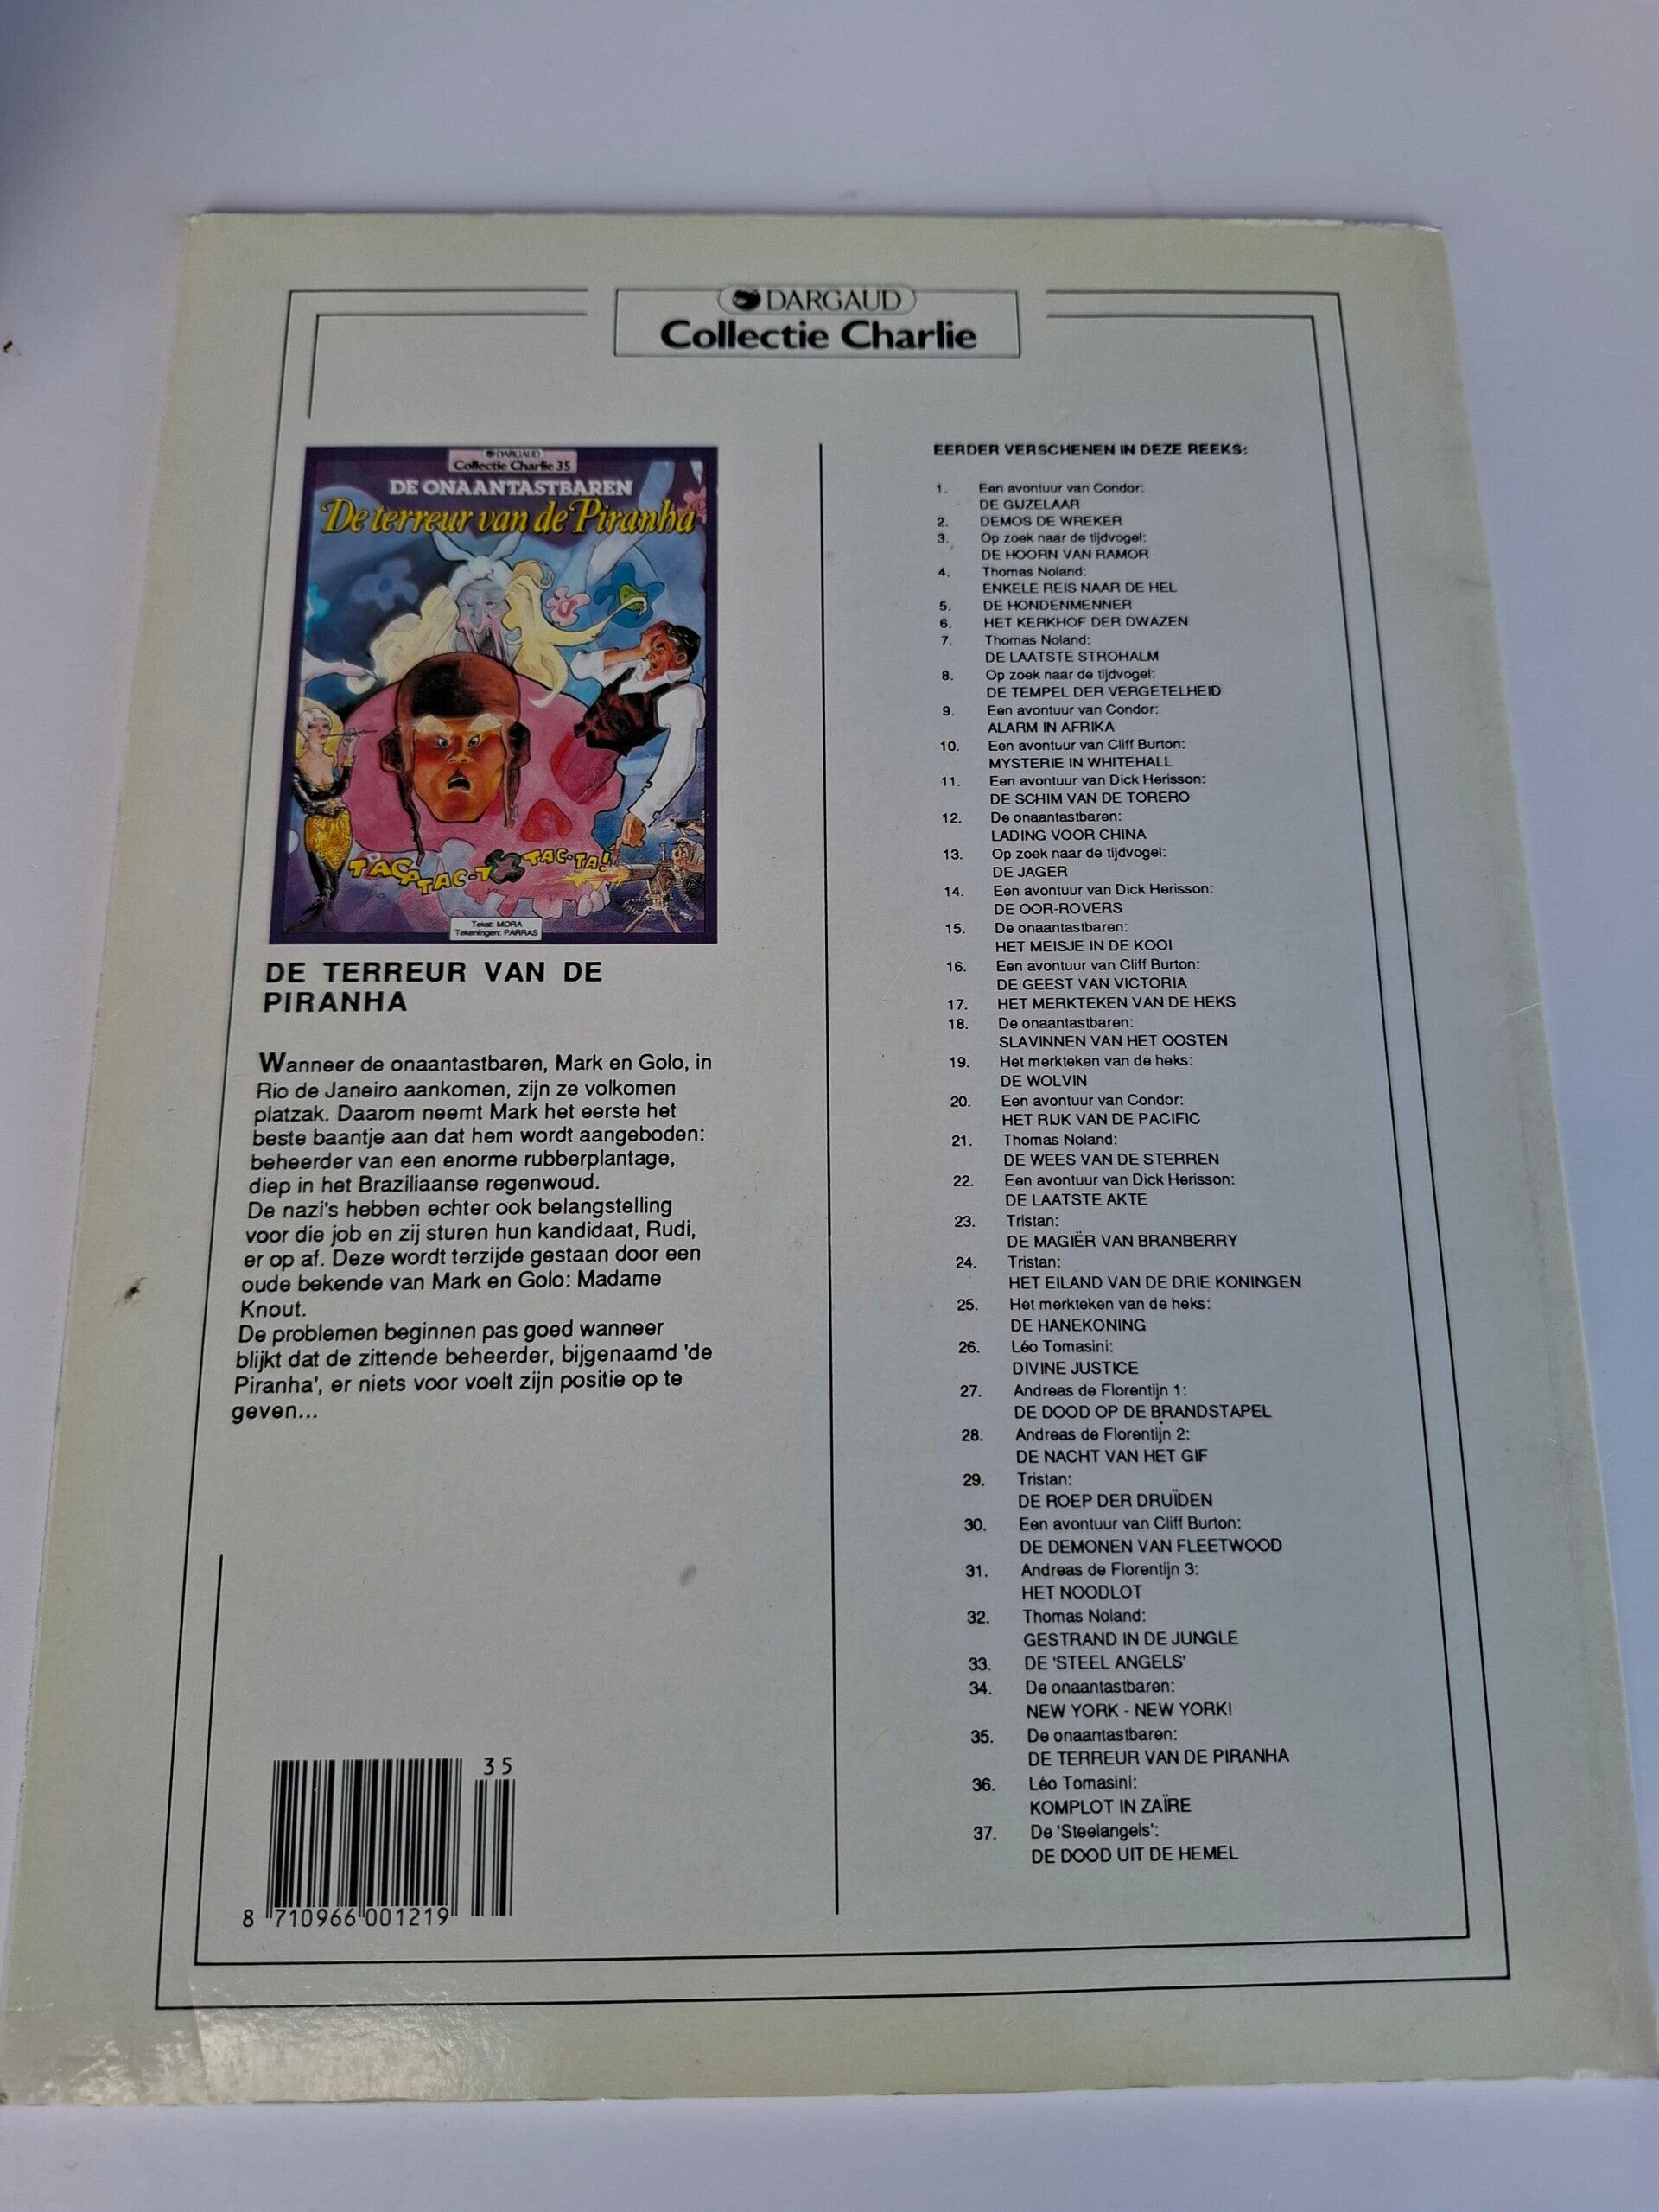 DARGAUD
Collectie Charlie
DARGAUD
Collectie Charlie 35
DE ONAANTASTBAREN
De terreur van de Piranha
TAC-TA!
Tekst: MORA
Tekeningen: PARRAS
DE TERREUR VAN DE
PIRANHA
Wanneer de onaantastbaren, Mark en Golo, in
Rio de Janeiro aankomen, zijn ze volkomen
platzak. Daarom neemt Mark het eerste het
beste baantje aan dat hem wordt aangeboden:
beheerder van een enorme rubberplantage,
diep in het Braziliaanse regenwoud.
De nazi's hebben echter ook belangstelling
voor die job en zij sturen hun kandidaat, Rudi,
er op af. Deze wordt terzijde gestaan door een
oude bekende van Mark en Golo: Madame
Knout.
De problemen beginnen pas goed wanneer
blijkt dat de zittende beheerder, bijgenaamd 'de
Piranha', er niets voor voelt zijn positie op te
geven...
35
8 710966 001219
EERDER VERSCHENEN IN DEZE REEKS:
1. Een avontuur van Condor:
DE GIJZELAAR
2. DEMOS DE WREKER
3. Op zoek naar de tijdvogel:
DE HOORN VAN RAMOR
4. Thomas Noland:
ENKELE REIS NAAR DE HEL
5. DE HONDENMENNER
6. HET KERKHOF DER DWAZEN
7. Thomas Noland:
DE LAATSTE STROHALM
8. Op zoek naar de tijdvogel:
DE TEMPEL DER VERGETELHEID
9. Een avontuur van Condor:
ALARM IN AFRIKA
10. Een avontuur van Cliff Burton:
MYSTERIE IN WHITEHALL
11. Een avontuur van Dick Herisson:
DE SCHIM VAN DE TORERO
12. De onaantastbaren:
LADING VOOR CHINA
13. Op zoek naar de tijdvogel:
DE JAGER
14. Een avontuur van Dick Herisson:
DE OOR-ROVERS
15. De onaantastbaren:
HET MEISJE IN DE KOOI
16. Een avontuur van Cliff Burton:
DE GEEST VAN VICTORIA
17. HET MERKTEKEN VAN DE HEKS
18. De onaantastbaren:
SLAVINNEN VAN HET OOSTEN
19. Het merkteken van de heks:
DE WOLVIN
20. Een avontuur van Condor:
HET RIJK VAN DE PACIFIC
21. Thomas Noland:
DE WEES VAN DE STERREN
22. Een avontuur van Dick Herisson:
DE LAATSTE AKTE
23. Tristan:
DE MAGIËR VAN BRANBERRY
24. Tristan:
HET EILAND VAN DE DRIE KONINGEN
25. Het merkteken van de heks:
DE HANEKONING
26. Léo Tomasini:
DIVINE JUSTICE
27. Andreas de Florentijn 1:
DE DOOD OP DE BRANDSTAPEL
28. Andreas de Florentijn 2:
DE NACHT VAN HET GIF
29. Tristan:
DE ROEP DER DRUÏDEN
30. Een avontuur van Cliff Burton:
DE DEMONEN VAN FLEETWOOD
31. Andreas de Florentijn 3:
HET NOODLOT
32. Thomas Noland:
GESTRAND IN DE JUNGLE
33. DE 'STEEL ANGELS'
34. De onaantastbaren:
NEW YORK - NEW YORK!
35. De onaantastbaren:
DE TERREUR VAN DE PIRANHA
36. Léo Tomasini:
KOMPLOT IN ZAÏRE
37. De 'Steelangels':
DE DOOD UIT DE HEMEL